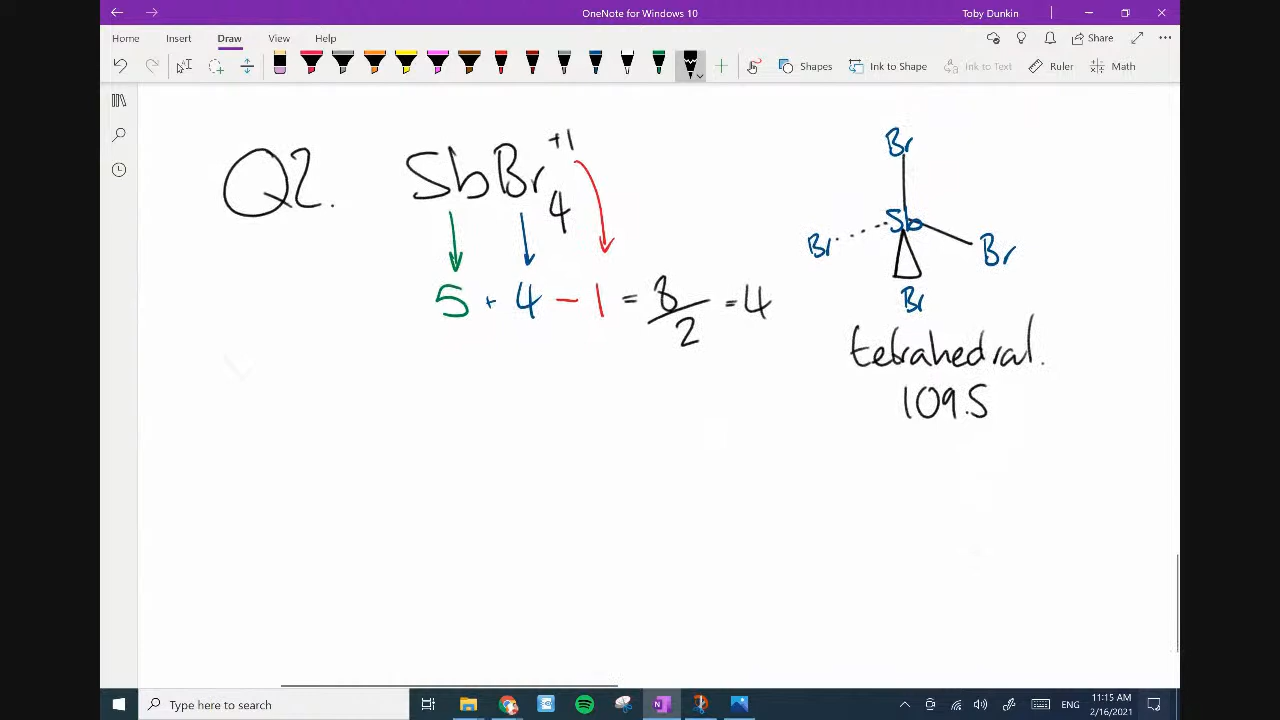 OneNote for Windows 10
Toby Dunkin
Home Insert Draw View Help
Share
Shapes Ink to Shape Ink to Text Ruler Math
Q2. SbBr4+1
5 + 4 - 1 = 8/2 = 4
Br
Sb
Br Br
Br
tetrahedral.
109.5
Type here to search
ENG
11:15 AM
2/16/2021